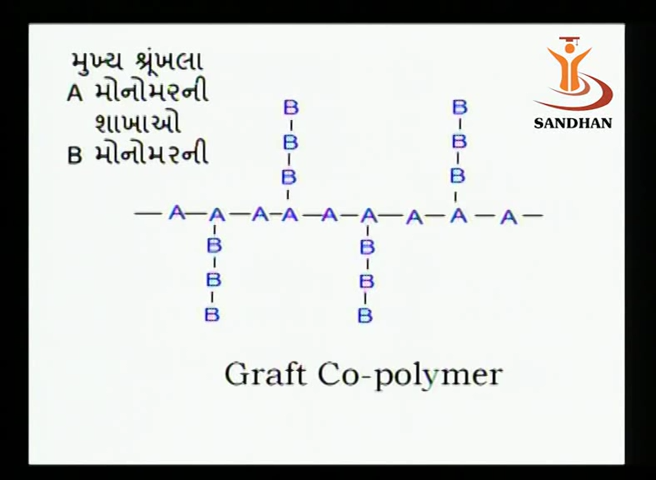 મુખ્ય શ્રૃંખલા
A મોનોમરની
શાખાઓ
B મોનોમરની
SANDHAN
B B
B B
B B
— A — A — A — A — A — A — A — A — A —
B B
B B
B B
Graft Co-polymer